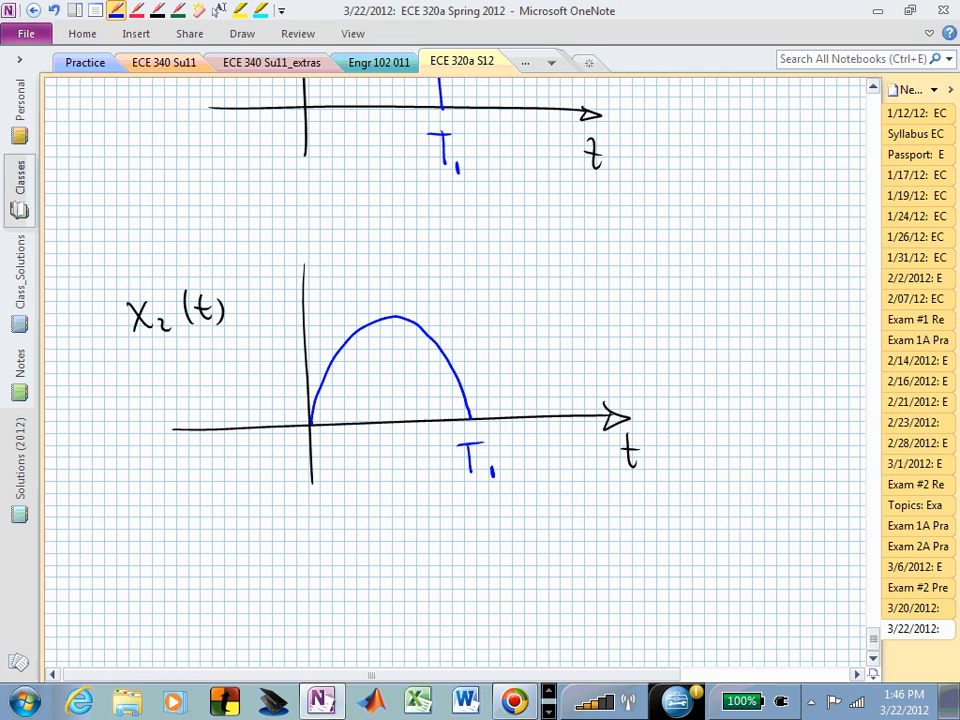 3/22/2012: ECE 320a Spring 2012 - Microsoft OneNote
File Home Insert Share Draw Review View
Practice ECE 340 Su11 ECE 340 Su11_extras Engr 102 011 ECE 320a S12 ...
Search All Notebooks (Ctrl+E)
Personal
Classes
Class_Solutions
Notes
Solutions (2012)
T₁
t
x₂(t)
T₁
t
Ne...
1/12/12: EC
Syllabus EC
Passport: E
1/17/12: EC
1/19/12: EC
1/24/12: EC
1/26/12: EC
1/31/12: EC
2/2/2012: E
2/07/12: EC
Exam #1 Re
Exam 1A Pra
2/14/2012: E
2/16/2012: E
2/21/2012: E
2/23/2012:
2/28/2012: E
3/1/2012: E
Exam #2 Re
Topics: Exa
Exam 1A Pra
Exam 2A Pra
3/6/2012: E
Exam #2 Pre
3/20/2012:
3/22/2012:
100%
1:46 PM
3/22/2012